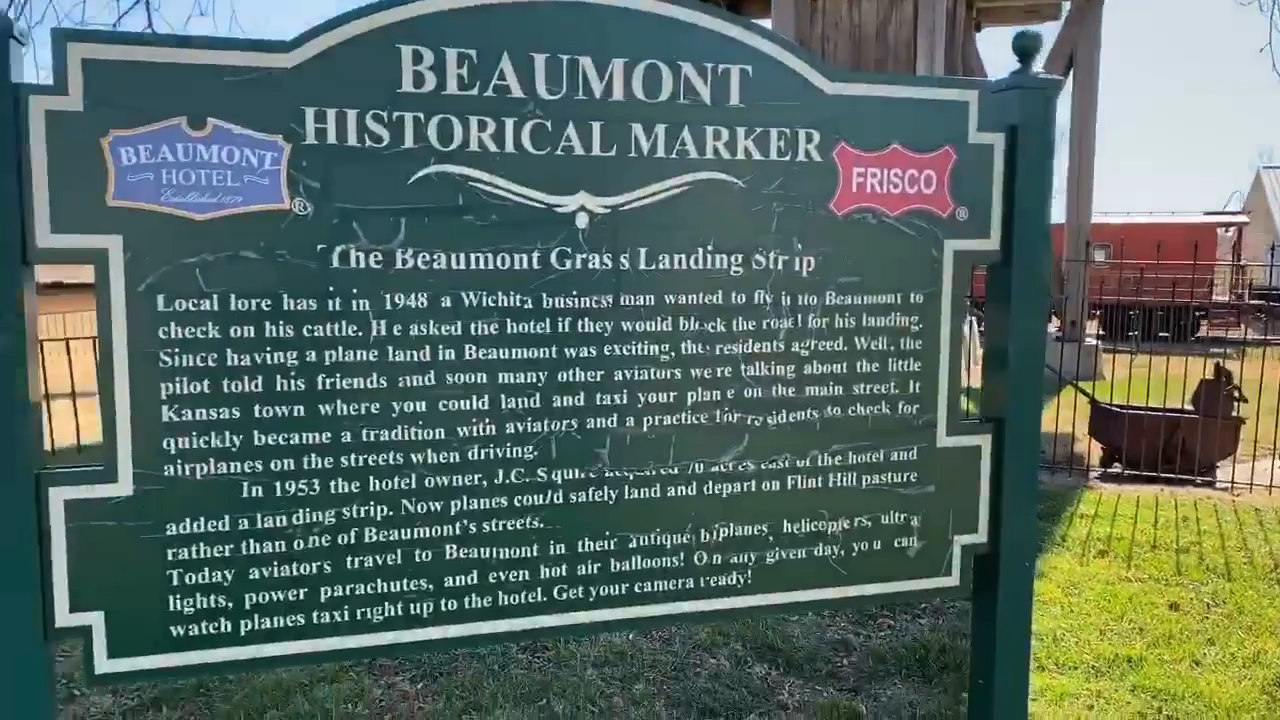 BEAUMONT
HISTORICAL MARKER
BEAUMONT
HOTEL
Established 1879
®
FRISCO
®
The Beaumont Grass Landing Strip
Local lore has it in 1948 a Wichita business man wanted to fly into Beaumont to
check on his cattle. He asked the hotel if they would block the road for his landing.
Since having a plane land in Beaumont was exciting, the residents agreed. Well, the
pilot told his friends and soon many other aviators were talking about the little
Kansas town where you could land and taxi your plane on the main street. It
quickly became a tradition with aviators and a practice for residents to check for
airplanes on the streets when driving.
In 1953 the hotel owner, J.C. Squire acquired 70 acres east of the hotel and
added a landing strip. Now planes could safely land and depart on Flint Hill pasture
rather than one of Beaumont's streets.
Today aviators travel to Beaumont in their antique biplanes, helicopters, ultra
lights, power parachutes, and even hot air balloons! On any given day, you can
watch planes taxi right up to the hotel. Get your camera ready!